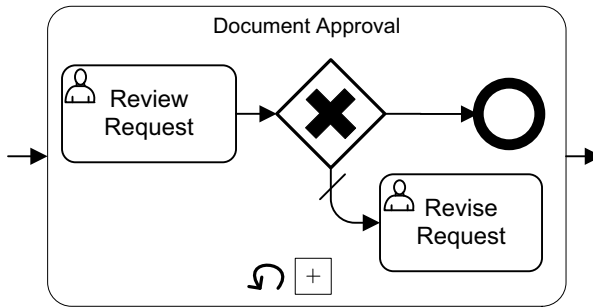 Document Approval
Review
Request
Revise
Request
+